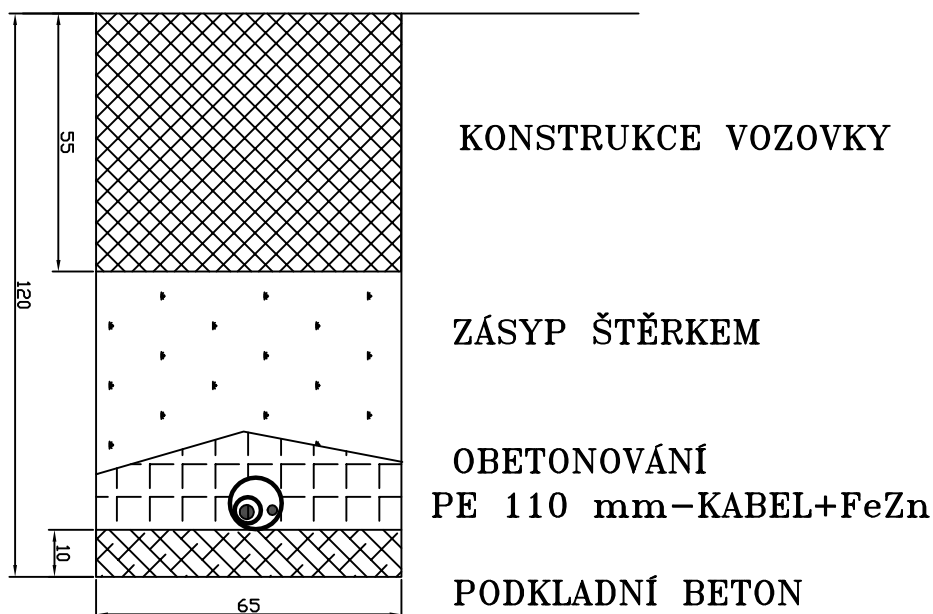 55
KONSTRUKCE VOZOVKY
120
ZÁSYP ŠTĚRKEM
OBETONOVÁNÍ
PE 110 mm-KABEL+FeZn
10
PODKLADNÍ BETON
65